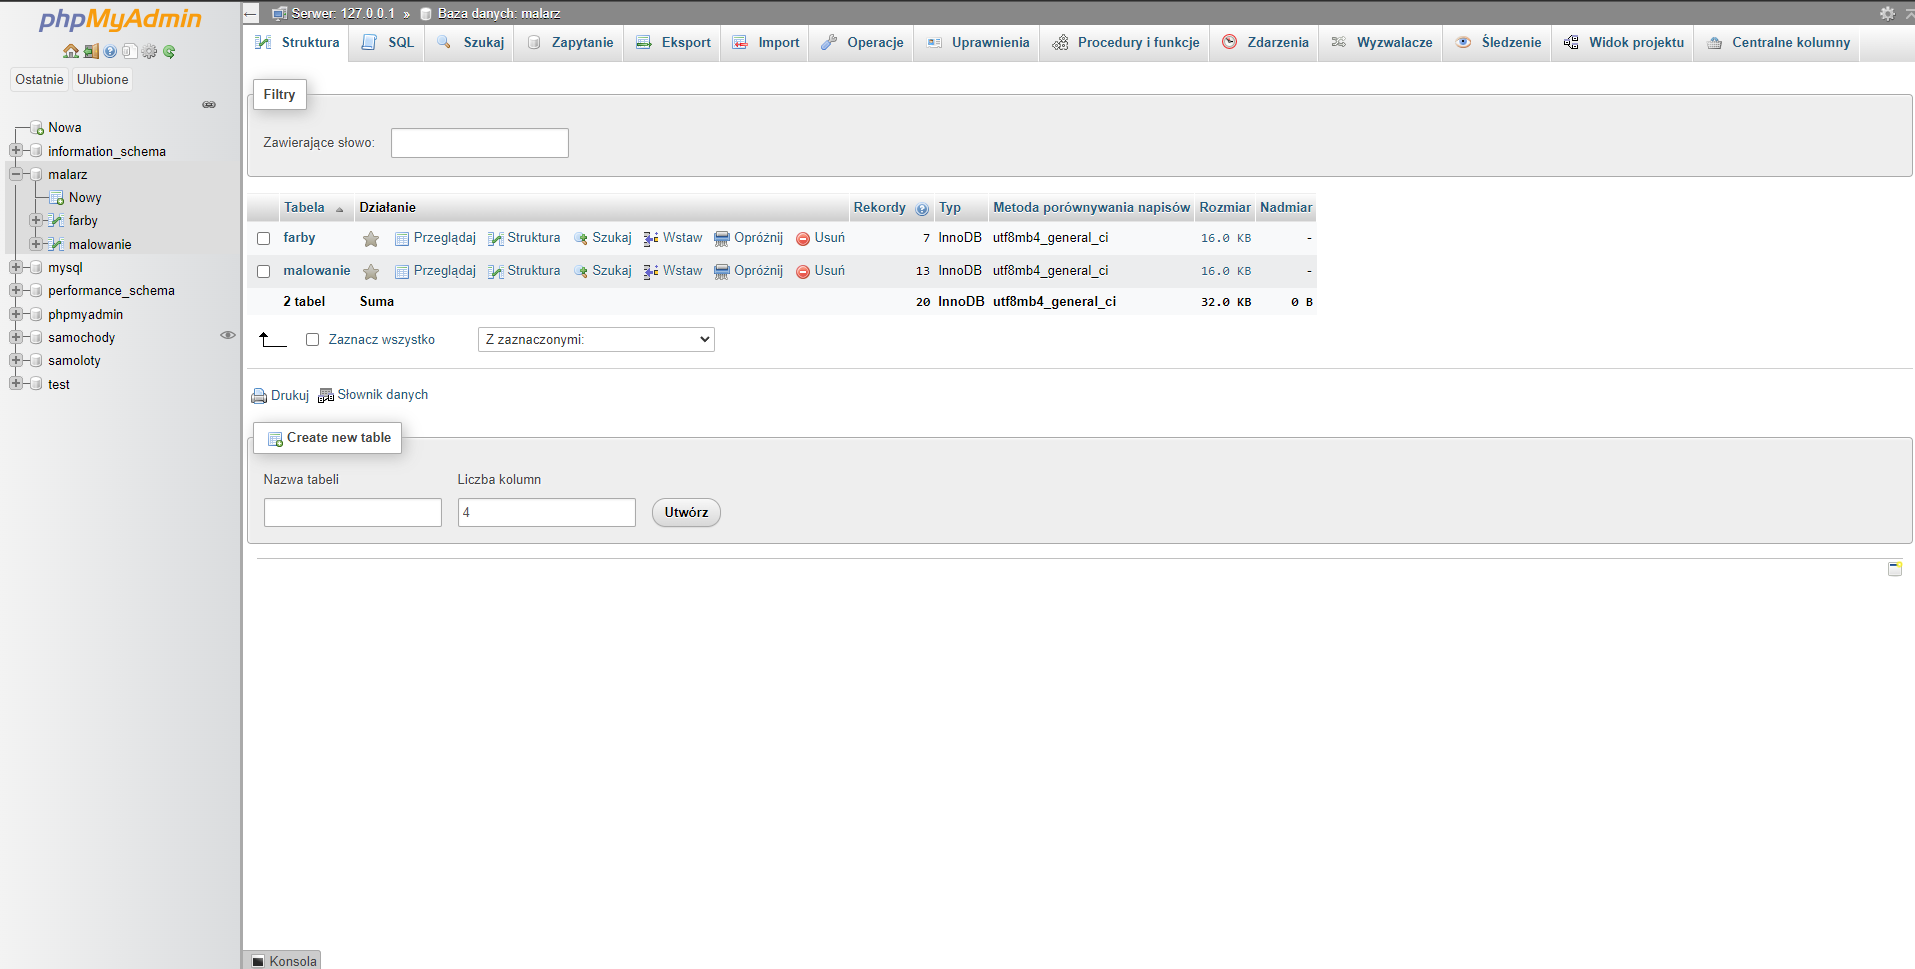 phpMyAdmin
Ostatnie Ulubione
Nowa
information_schema
malarz
Nowy
farby
malowanie
mysql
performance_schema
phpmyadmin
samochody
samoloty
test
Serwer: 127.0.0.1 » Baza danych: malarz
Struktura SQL Szukaj Zapytanie Eksport Import Operacje Uprawnienia Procedury i funkcje Zdarzenia Wyzwalacze Śledzenie Widok projektu Centralne kolumny
Filtry
Zawierające słowo:
Tabela Działanie Rekordy Typ Metoda porównywania napisów Rozmiar Nadmiar
farby Przeglądaj Struktura Szukaj Wstaw Opróżnij Usuń 7 InnoDB utf8mb4_general_ci 16.0 KB -
malowanie Przeglądaj Struktura Szukaj Wstaw Opróżnij Usuń 13 InnoDB utf8mb4_general_ci 16.0 KB -
2 tabel Suma 20 InnoDB utf8mb4_general_ci 32.0 KB 0 B
Zaznacz wszystko Z zaznaczonymi:
Drukuj Słownik danych
Create new table
Nazwa tabeli Liczba kolumn
4 Utwórz
Konsola